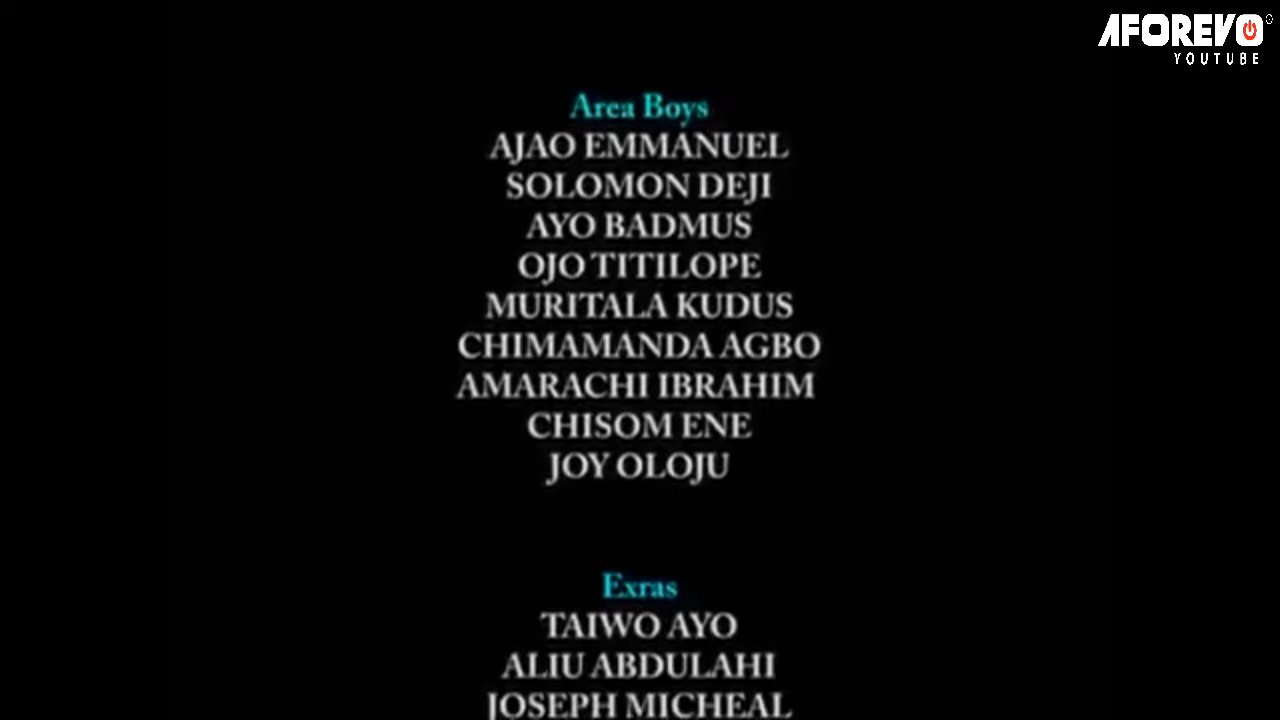 AFOREVO
YOUTUBE
Area Boys
AJAO EMMANUEL
SOLOMON DEJI
AYO BADMUS
OJO TITILOPE
MURITALA KUDUS
CHIMAMANDA AGBO
AMARACHI IBRAHIM
CHISOM ENE
JOY OLOJU
Exras
TAIWO AYO
ALIU ABDULAHI
JOSEPH MICHEAL